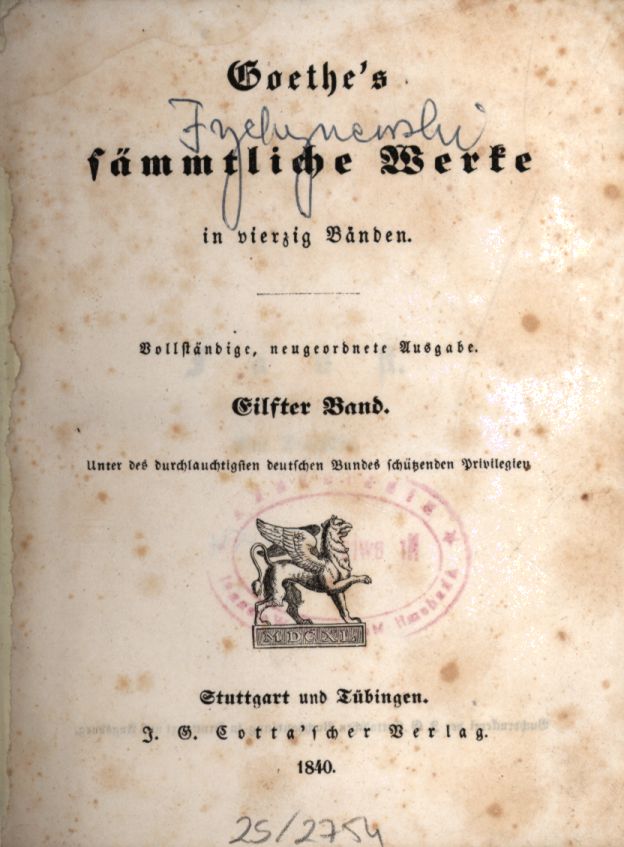 Goethe's
sämmtliche Werke
in vierzig Bänden.
Vollständige, neugeordnete Ausgabe.
Eilfter Band.
Unter des durchlauchtigsten deutschen Bundes schützenden Privilegien.
MDCXL
Stuttgart und Tübingen.
J. G. Cotta'scher Verlag.
1840.
25/2754